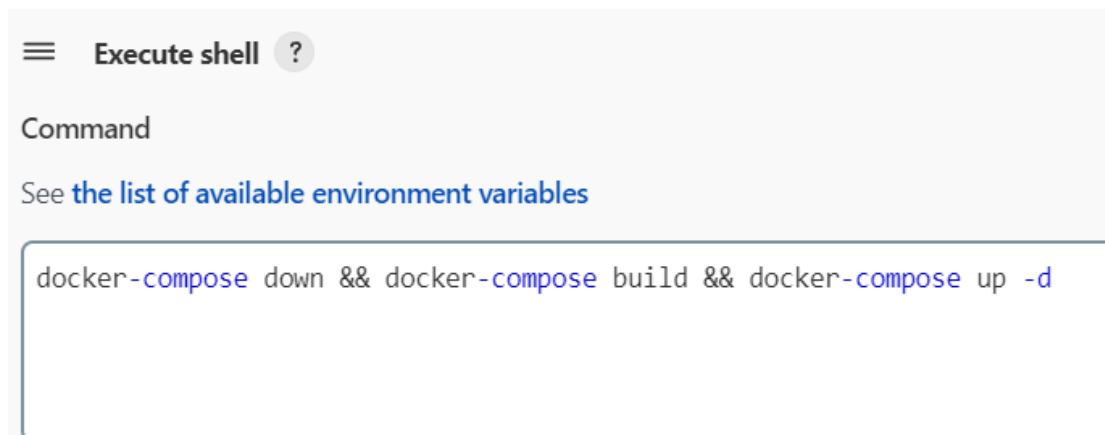 Execute shell ?
Command
See the list of available environment variables
docker-compose down && docker-compose build && docker-compose up -d